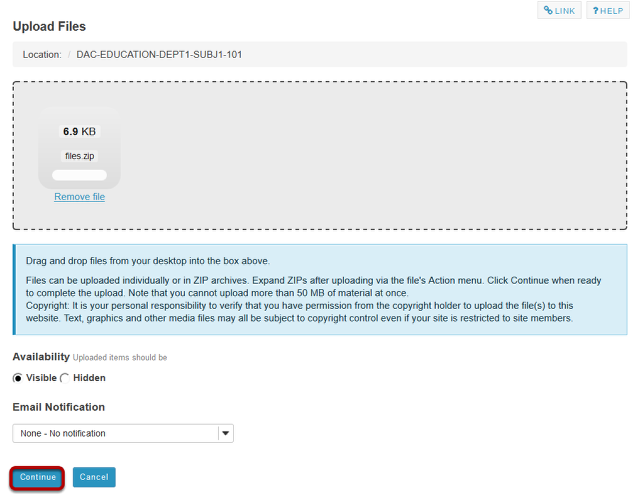 LINK
? HELP
Upload Files
Location: / DAC-EDUCATION-DEPT1-SUBJ1-101
6.9 KB
files.zip
Remove file
Drag and drop files from your desktop into the box above.
Files can be uploaded individually or in ZIP archives. Expand ZIPs after uploading via the file's Action menu. Click Continue when ready
to complete the upload. Note that you cannot upload more than 50 MB of material at once.
Copyright: It is your personal responsibility to verify that you have permission from the copyright holder to upload the file(s) to this
website. Text, graphics and other media files may all be subject to copyright control even if your site is restricted to site members.
Availability Uploaded items should be
Visible Hidden
Email Notification
None - No notification
Continue Cancel